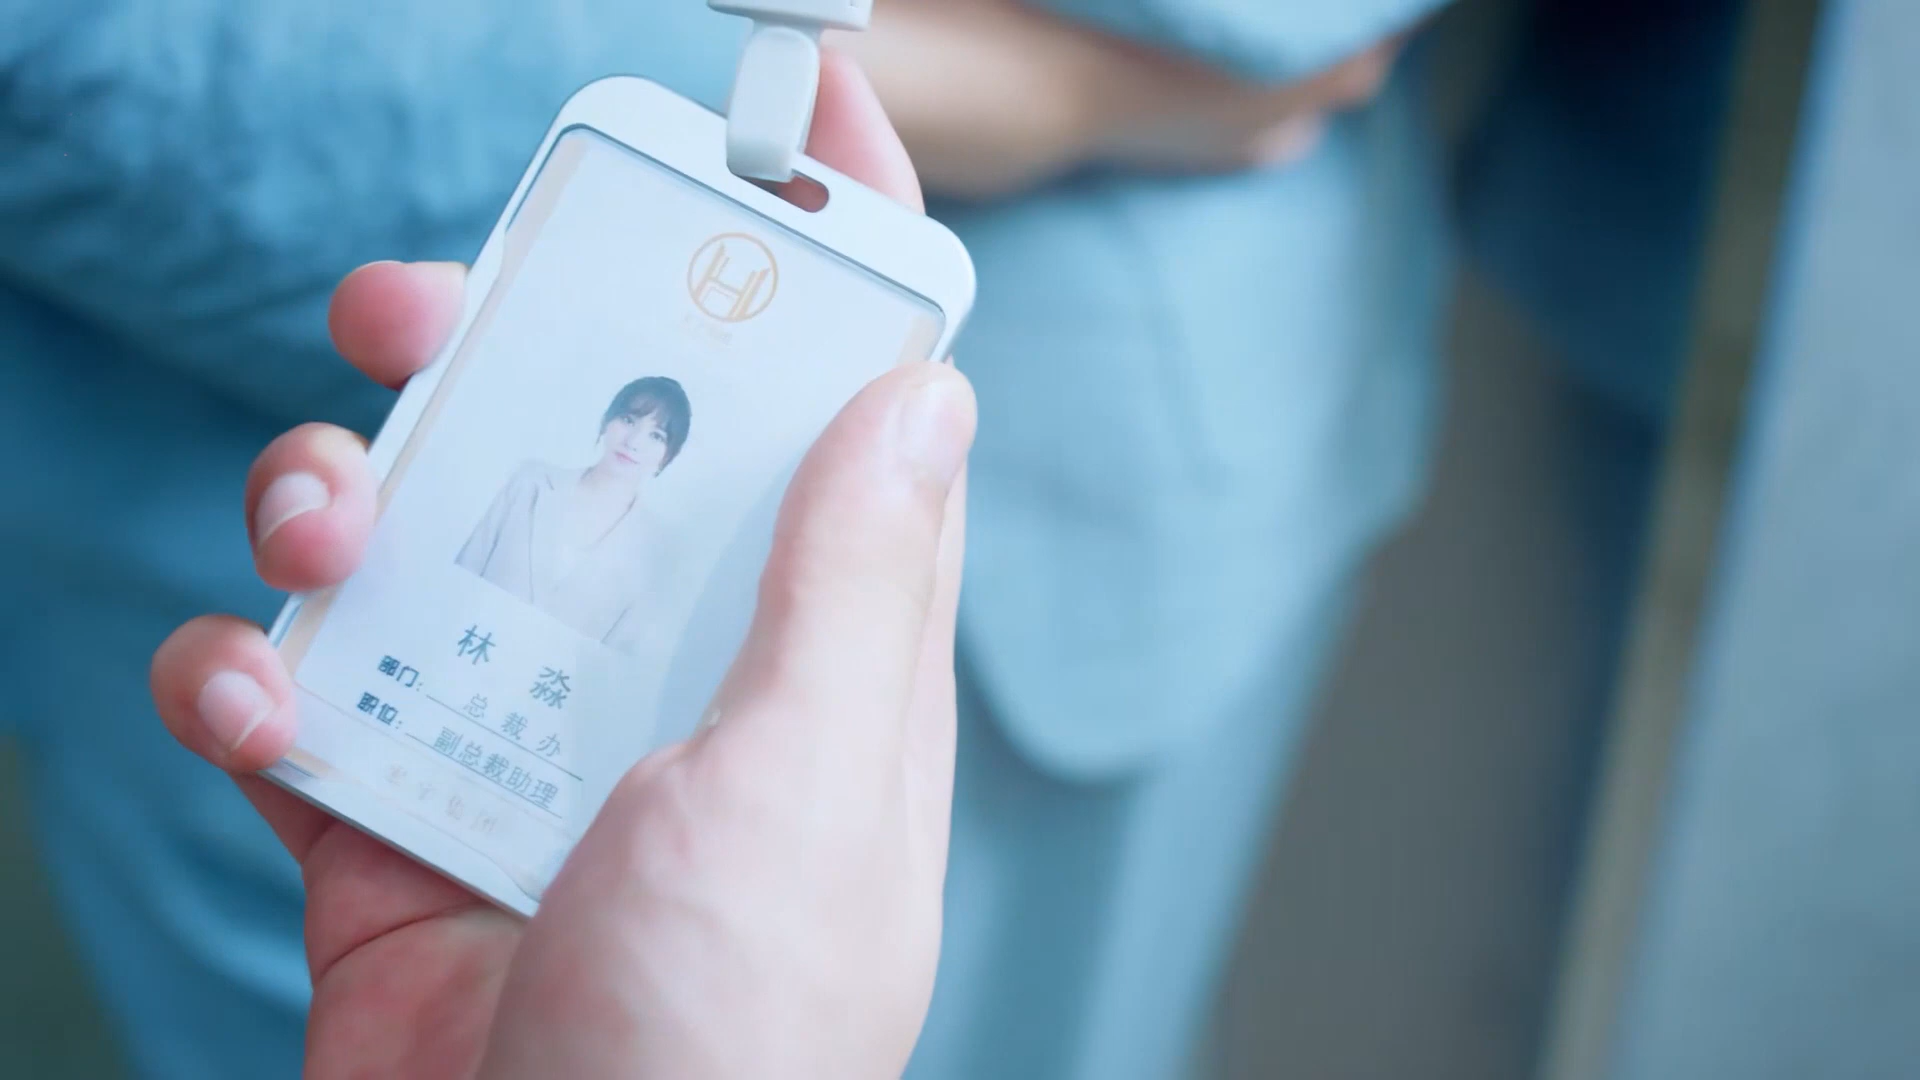 林 淼
部门: 总裁办
职位: 副总裁助理